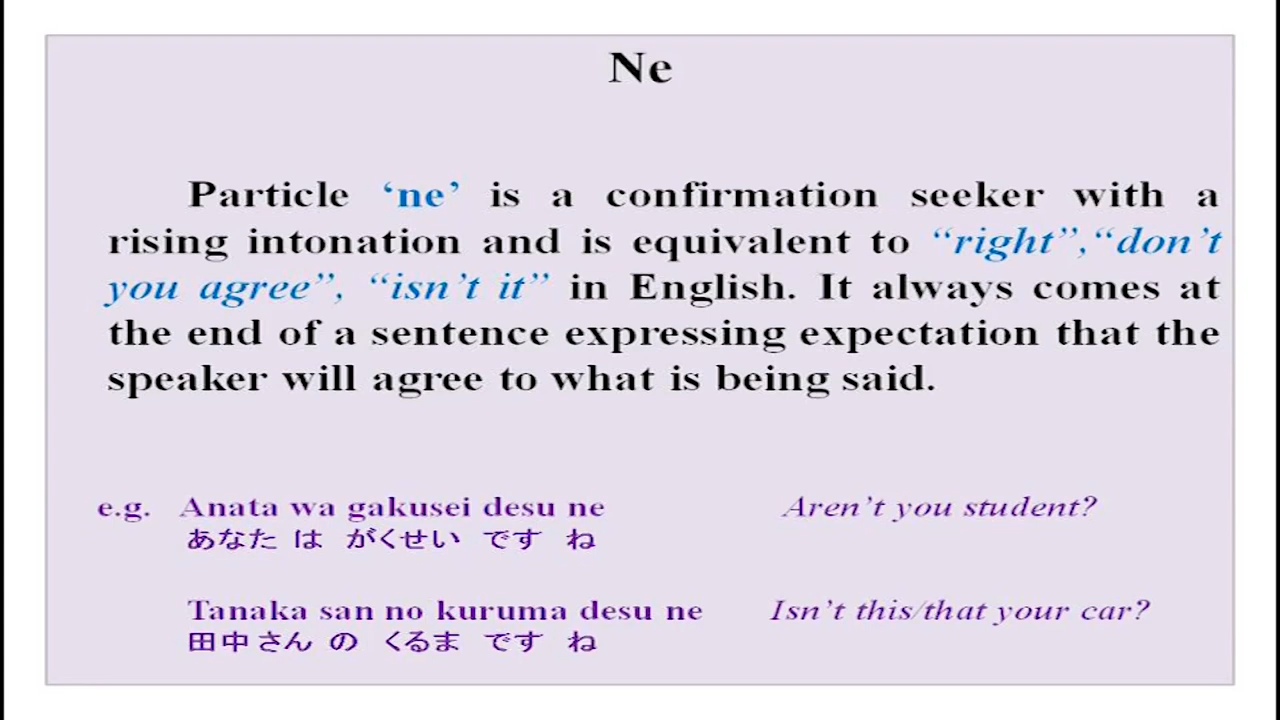 Ne
Particle ‘ne’ is a confirmation seeker with a
rising intonation and is equivalent to “right”,“don’t
you agree”, “isn’t it” in English. It always comes at
the end of a sentence expressing expectation that the
speaker will agree to what is being said.
e.g. Anata wa gakusei desu ne Aren’t you student?
あなた は がくせい です ね
Tanaka san no kuruma desu ne Isn’t this/that your car?
田中さん の くるま です ね